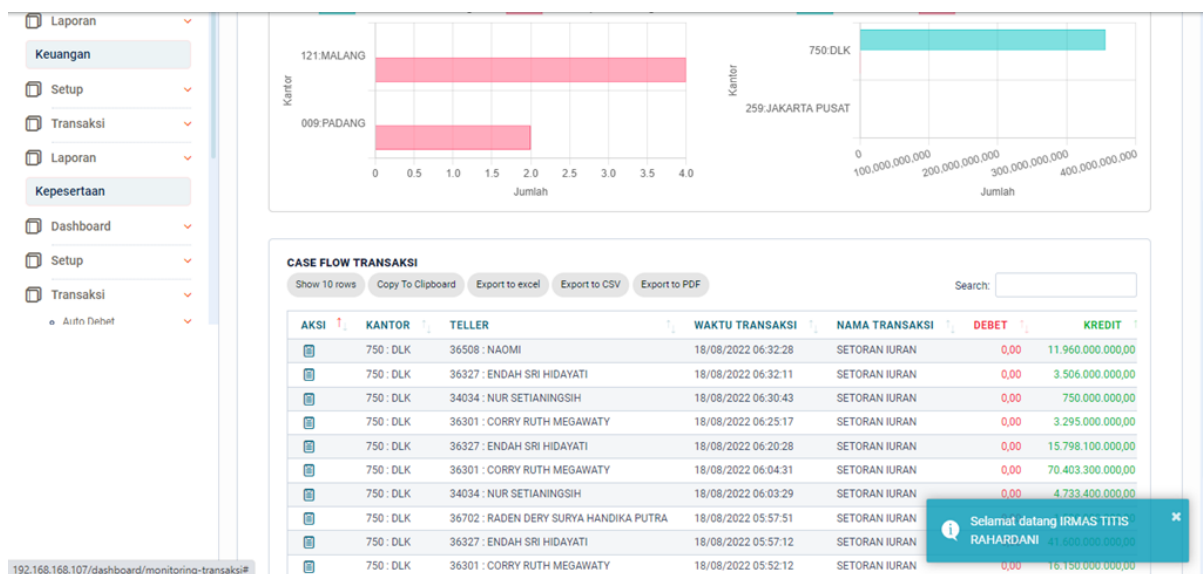 Laporan
Keuangan
Setup
Transaksi
Laporan
Kepesertaan
Dashboard
Setup
Transaksi
Auto Debet
192.168.168.107/dashboard/monitoring-transaksi#
Kantor
121:MALANG
009:PADANG
0 0.5 1.0 1.5 2.0 2.5 3.0 3.5 4.0
Jumlah
Kantor
750:DLK
259:JAKARTA PUSAT
0 100,000,000,000 200,000,000,000 300,000,000,000 400,000,000,000
Jumlah
CASE FLOW TRANSAKSI
Show 10 rows Copy To Clipboard Export to excel Export to CSV Export to PDF Search:
AKSI KANTOR TELLER WAKTU TRANSAKSI NAMA TRANSAKSI DEBET KREDIT
750 : DLK 36508 : NAOMI 18/08/2022 06:32:28 SETORAN IURAN 0,00 11.960.000.000,00
750 : DLK 36327 : ENDAH SRI HIDAYATI 18/08/2022 06:32:11 SETORAN IURAN 0,00 3.506.000.000,00
750 : DLK 34034 : NUR SETIANINGSIH 18/08/2022 06:30:43 SETORAN IURAN 0,00 750.000.000,00
750 : DLK 36301 : CORRY RUTH MEGAWATY 18/08/2022 06:25:17 SETORAN IURAN 0,00 3.295.000.000,00
750 : DLK 36327 : ENDAH SRI HIDAYATI 18/08/2022 06:20:28 SETORAN IURAN 0,00 15.798.100.000,00
750 : DLK 36301 : CORRY RUTH MEGAWATY 18/08/2022 06:04:31 SETORAN IURAN 0,00 70.403.300.000,00
750 : DLK 34034 : NUR SETIANINGSIH 18/08/2022 06:03:29 SETORAN IURAN 0,00 4.733.400.000,00
750 : DLK 36702 : RADEN DERY SURYA HANDIKA PUTRA 18/08/2022 05:57:51 SETORAN IURAN
750 : DLK 36327 : ENDAH SRI HIDAYATI 18/08/2022 05:57:12 SETORAN IURAN
750 : DLK 36301 : CORRY RUTH MEGAWATY 18/08/2022 05:52:12 SETORAN IURAN 0,00 16.150.000.000,00
Selamat datang IRMAS TITIS
RAHARDANI